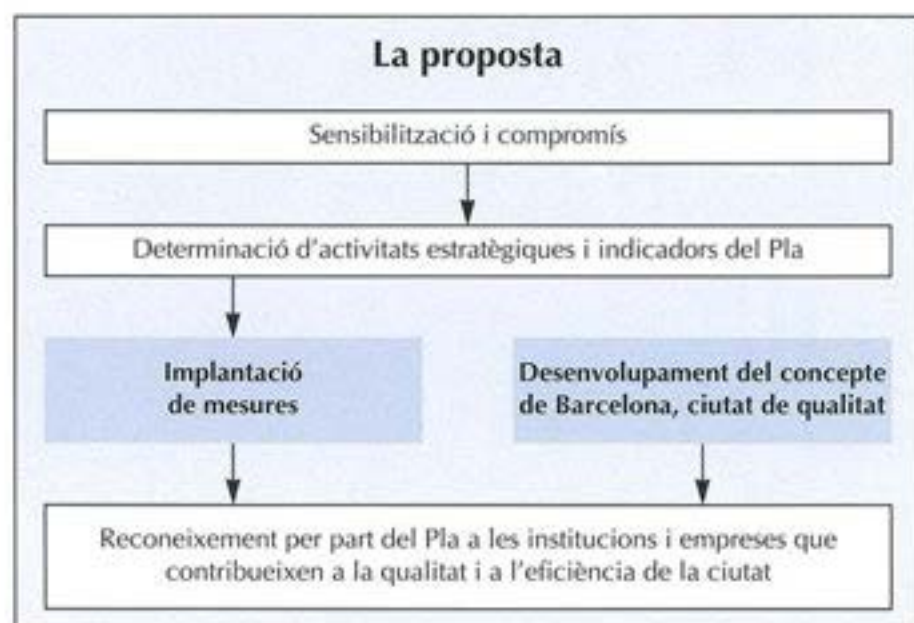 La proposta
Sensibilització i compromís
Determinació d'activitats estratègiques i indicadors del Pla
Implantació
de mesures
Desenvolupament del concepte
de Barcelona, ciutat de qualitat
Reconeixement per part del Pla a les institucions i empreses que
contribueixen a la qualitat i a l'eficiència de la ciutat